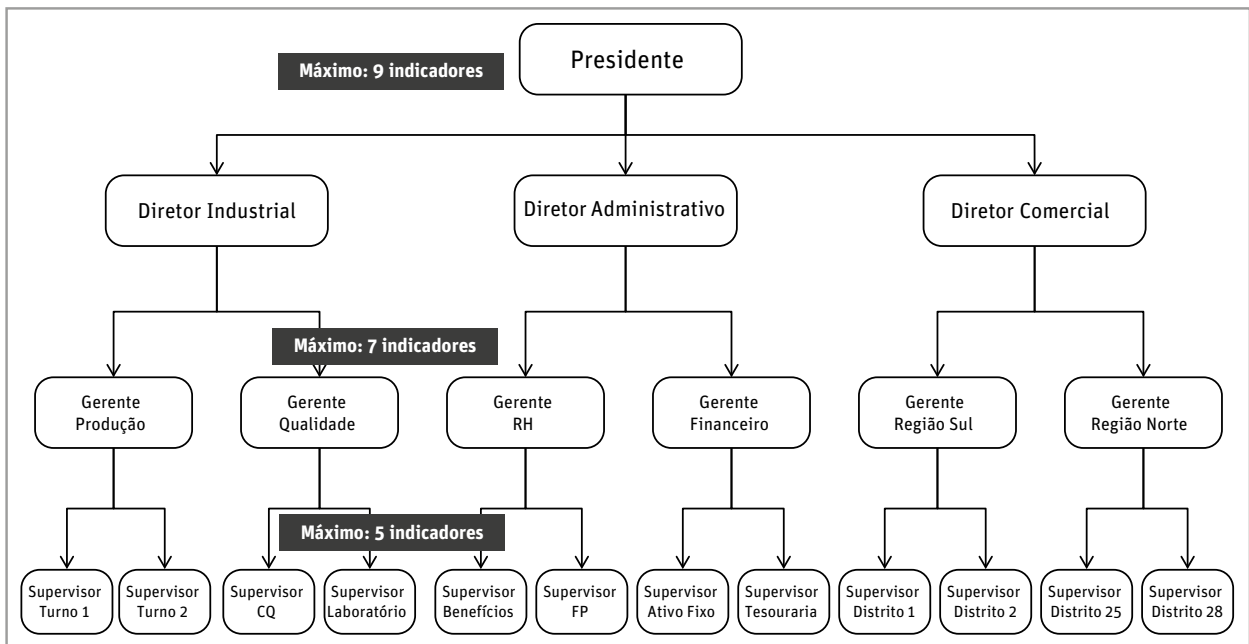 Presidente
Máximo: 9 indicadores
Diretor Industrial
Diretor Administrativo
Diretor Comercial
Máximo: 7 indicadores
Gerente
Produção
Gerente
Qualidade
Gerente
RH
Gerente
Financeiro
Gerente
Região Sul
Gerente
Região Norte
Máximo: 5 indicadores
Supervisor
Turno 1
Supervisor
Turno 2
Supervisor
CQ
Supervisor
Laboratório
Supervisor
Benefícios
Supervisor
FP
Supervisor
Ativo Fixo
Supervisor
Tesouraria
Supervisor
Distrito 1
Supervisor
Distrito 2
Supervisor
Distrito 25
Supervisor
Distrito 28